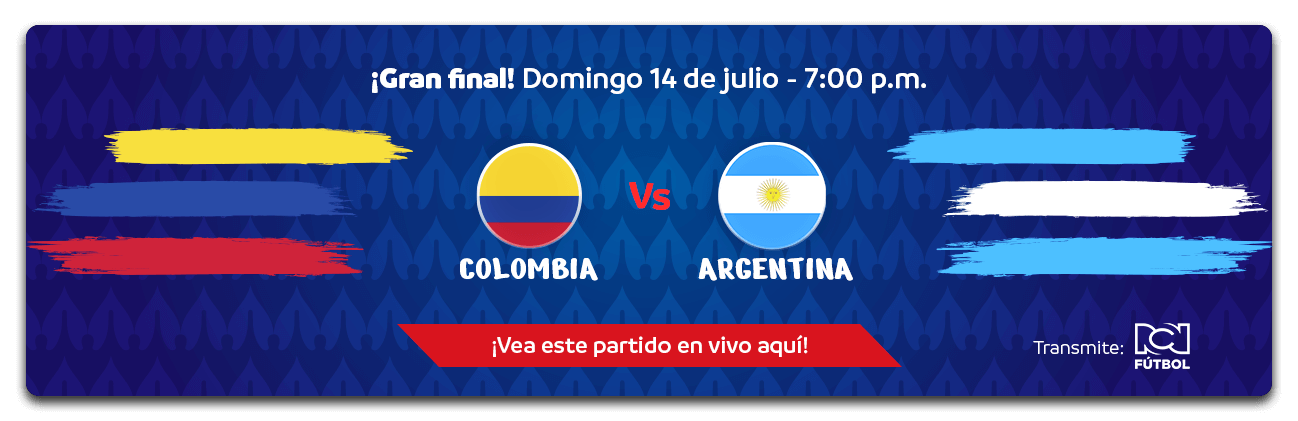 ¡Gran final! Domingo 14 de julio - 7:00 p.m.
Vs
COLOMBIA
ARGENTINA
¡Vea este partido en vivo aquí!
Transmite: RCN
FÚTBOL